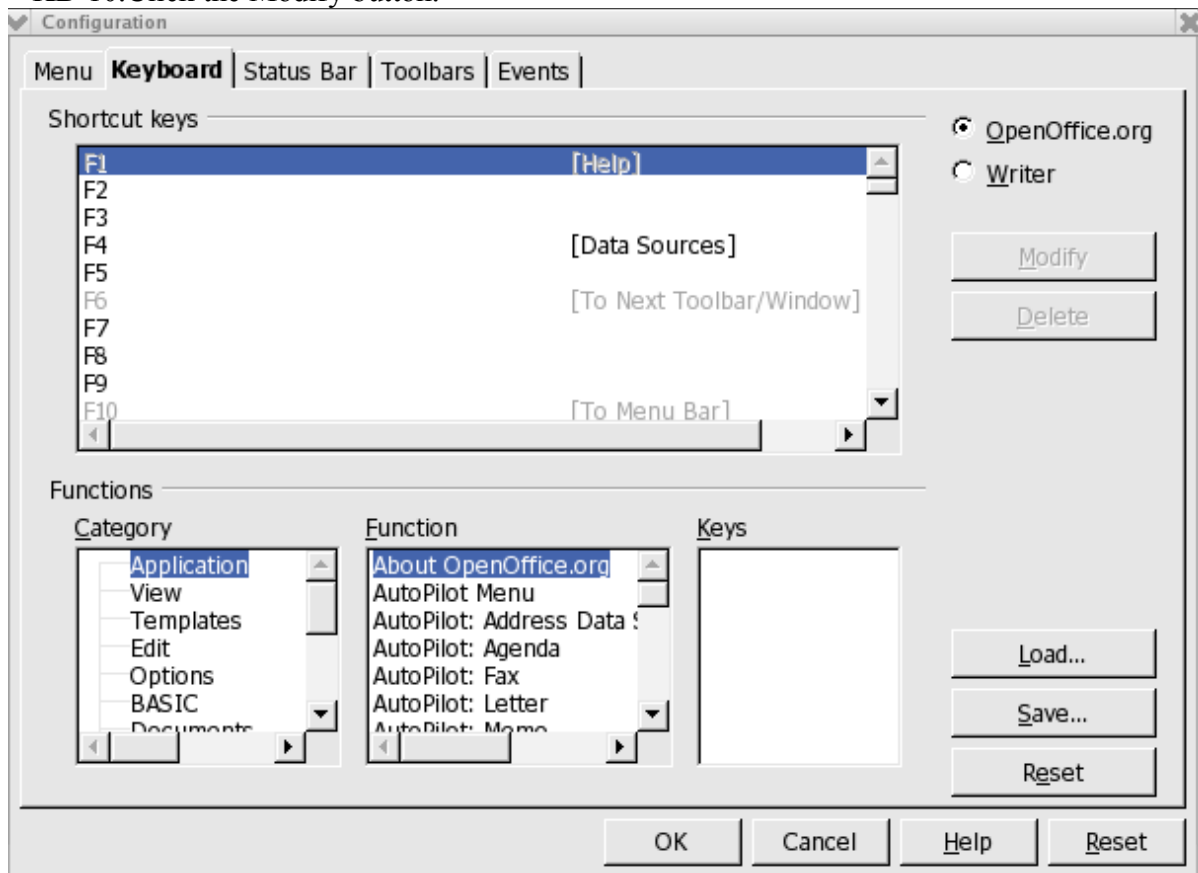 Configuration
Menu Keyboard Status Bar Toolbars Events
Shortcut keys
OpenOffice.org
Writer
F1 [Help]
F2
F3
F4 [Data Sources]
F5
F6 [To Next Toolbar/Window]
F7
F8
F9
F10 [To Menu Bar]
Modify
Delete
Functions
Category
Application
View
Templates
Edit
Options
BASIC
Documents
Function
About OpenOffice.org
AutoPilot Menu
AutoPilot: Address Data
AutoPilot: Agenda
AutoPilot: Fax
AutoPilot: Letter
AutoPilot: Memo
Keys
Load...
Save...
Reset
OK Cancel Help Reset